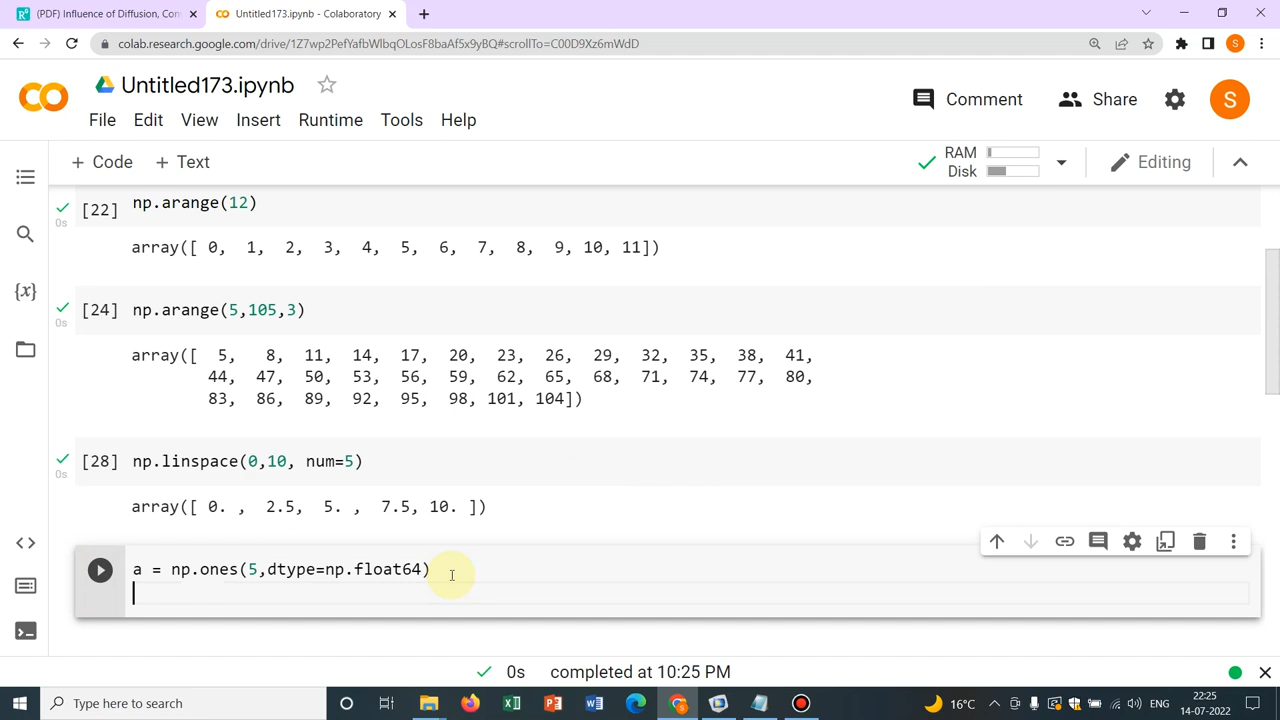 (PDF) Influence of Diffusion, Con
Untitled173.ipynb - Colaboratory
colab.research.google.com/drive/1Z7wp2PefYafbWlbqOLosF8baAf5x9yBQ#scrollTo=C00D9Xz6mWdD
S
Untitled173.ipynb
Comment
Share
S
File Edit View Insert Runtime Tools Help
+ Code + Text
RAM
Disk
Editing
[22] np.arange(12)
0s
array([ 0, 1, 2, 3, 4, 5, 6, 7, 8, 9, 10, 11])
[24] np.arange(5,105,3)
0s
array([ 5, 8, 11, 14, 17, 20, 23, 26, 29, 32, 35, 38, 41,
44, 47, 50, 53, 56, 59, 62, 65, 68, 71, 74, 77, 80,
83, 86, 89, 92, 95, 98, 101, 104])
[28] np.linspace(0,10, num=5)
0s
array([ 0. , 2.5, 5. , 7.5, 10. ])
a = np.ones(5,dtype=np.float64)
0s completed at 10:25 PM
Type here to search
16°C
ENG
22:25
14-07-2022